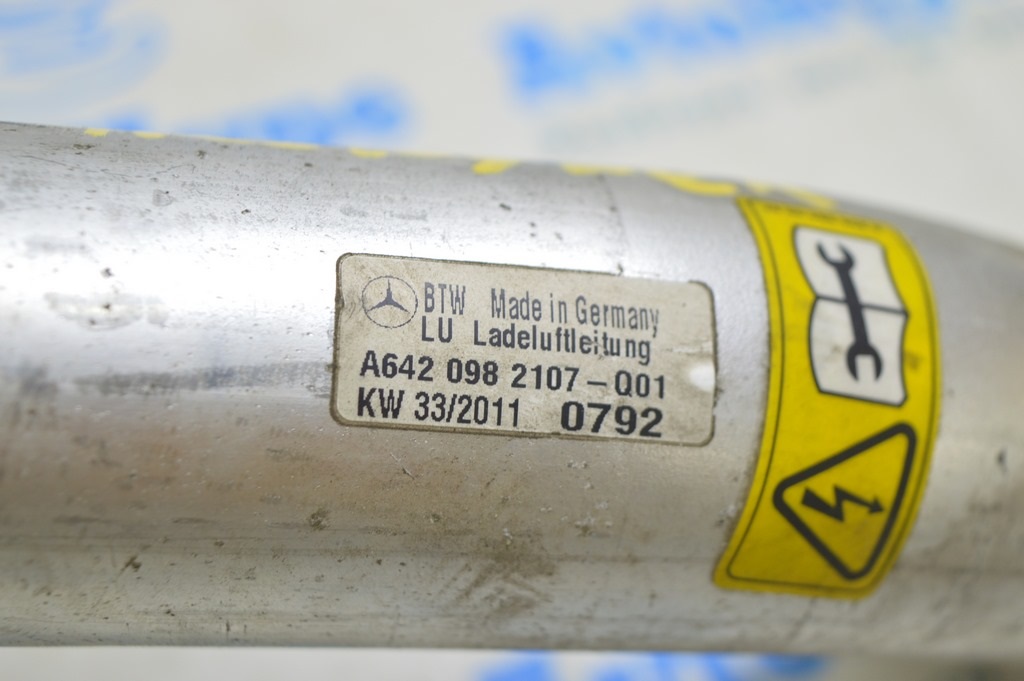 BTW Made in Germany
LU Ladeluftleitung
A642 098 2107-Q01
KW 33/2011 0792